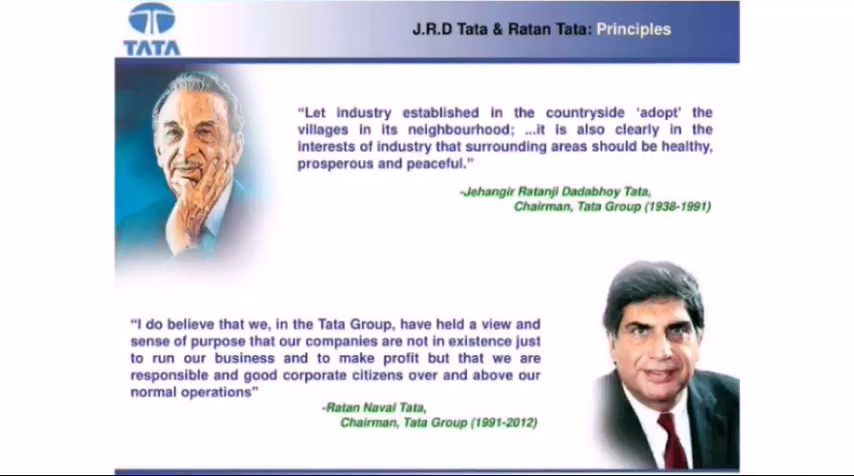 TATA
J.R.D Tata & Ratan Tata: Principles
“Let industry established in the countryside ‘adopt’ the
villages in its neighbourhood; ...it is also clearly in the
interests of industry that surrounding areas should be healthy,
prosperous and peaceful.”
-Jehangir Ratanji Dadabhoy Tata,
Chairman, Tata Group (1938-1991)
“I do believe that we, in the Tata Group, have held a view and
sense of purpose that our companies are not in existence just
to run our business and to make profit but that we are
responsible and good corporate citizens over and above our
normal operations”
-Ratan Naval Tata,
Chairman, Tata Group (1991-2012)